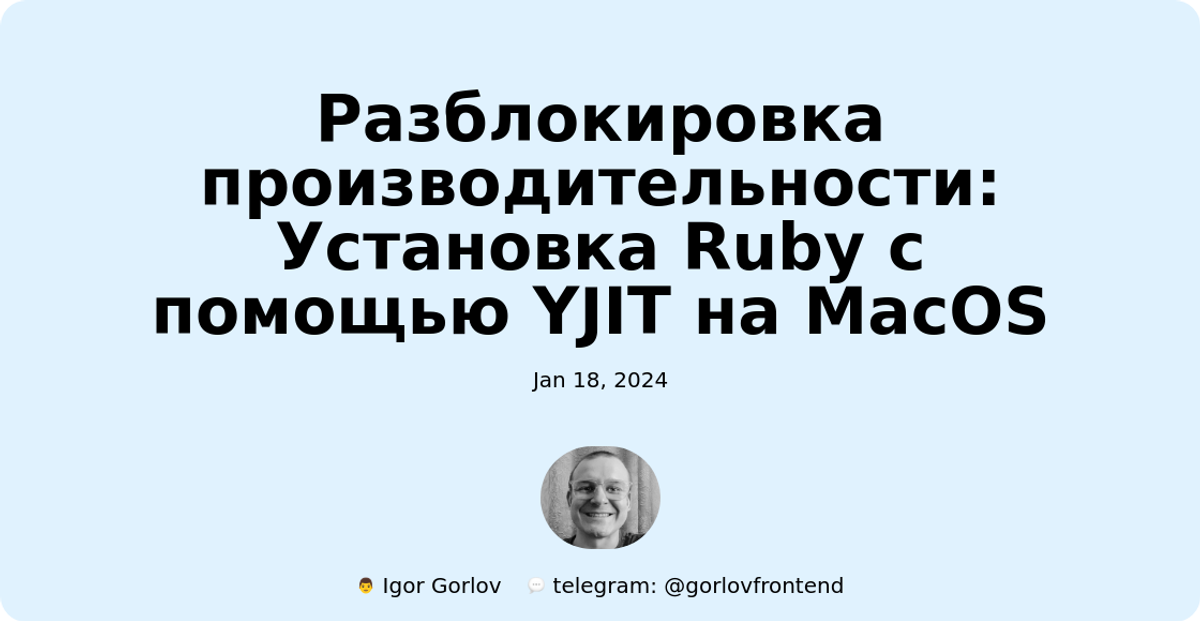 Разблокировка
производительности:
Установка Ruby с
помощью YJIT на MacOS
Jan 18, 2024
👨 Igor Gorlov 💬 telegram: @gorlovfrontend